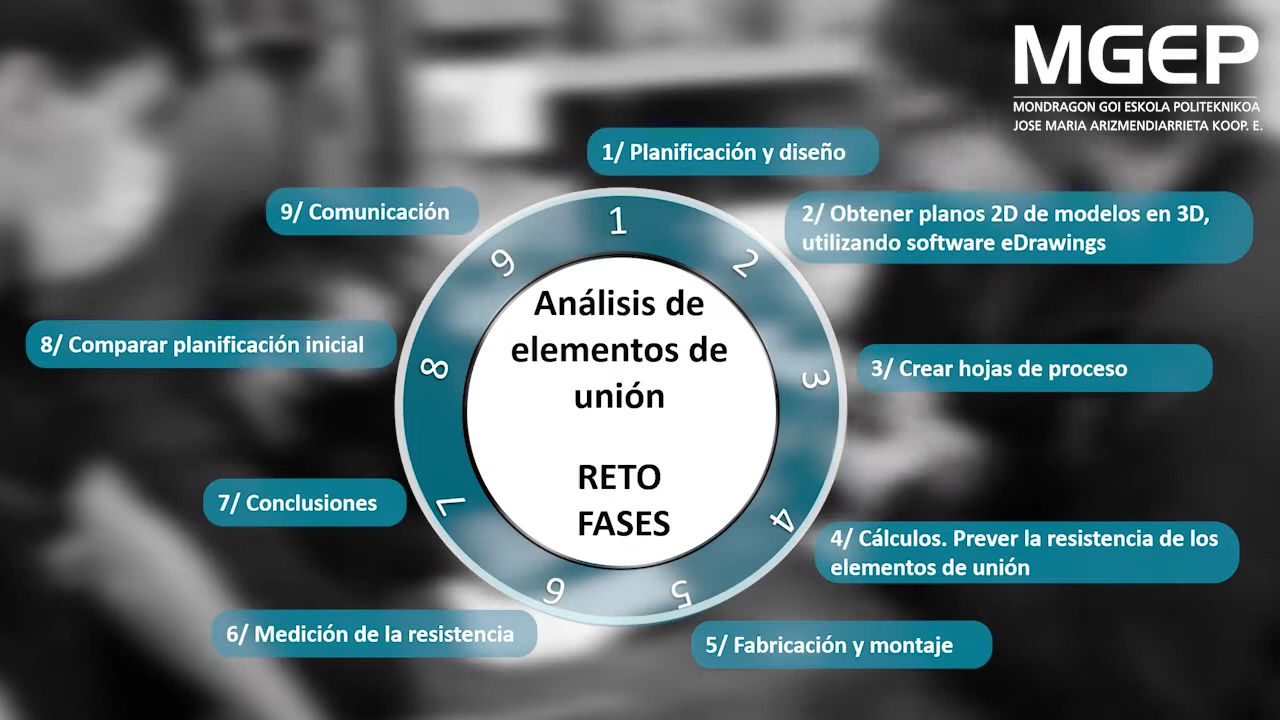 MGEP
MONDRAGON GOI ESKOLA POLITEKNIKOA
JOSE MARIA ARIZMENDIARRIETA KOOP. E.
1/ Planificación y diseño
2/ Obtener planos 2D de modelos en 3D,
utilizando software eDrawings
3/ Crear hojas de proceso
4/ Cálculos. Prever la resistencia de los
elementos de unión
5/ Fabricación y montaje
6/ Medición de la resistencia
7/ Conclusiones
8/ Comparar planificación inicial
9/ Comunicación
1
2
3
4
5
6
7
8
9
Análisis de
elementos de
unión
RETO
FASES